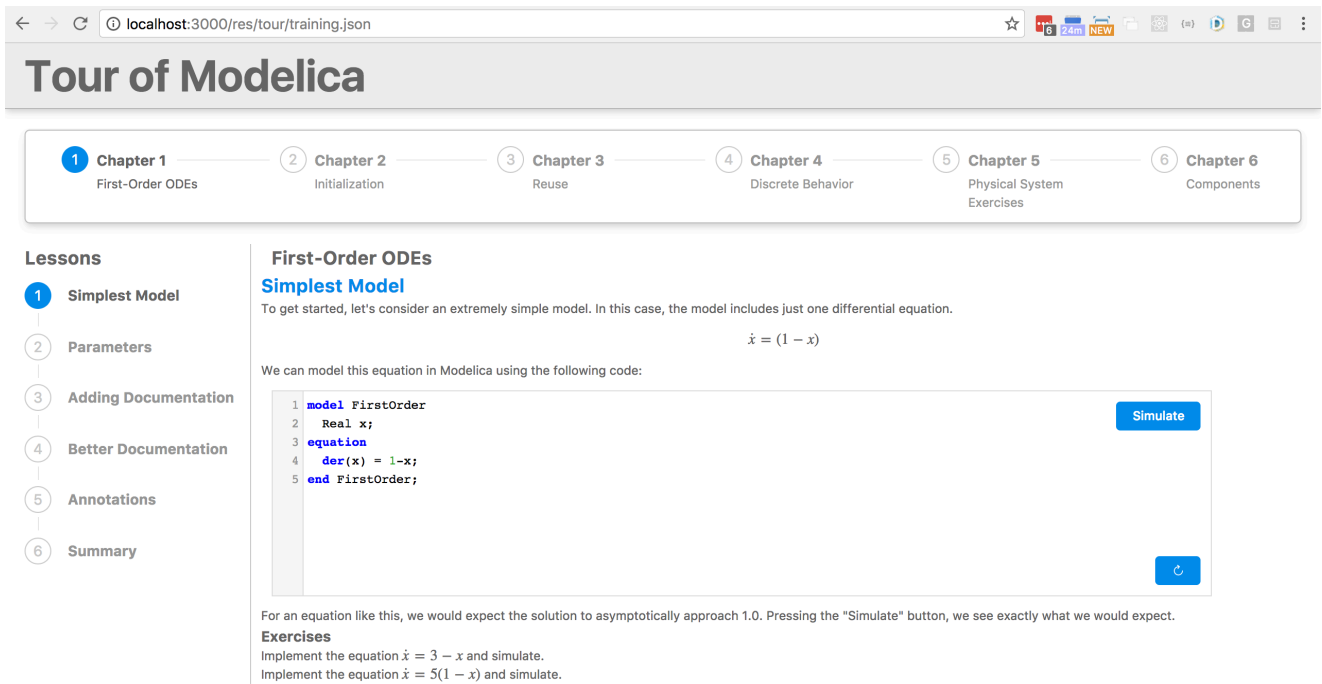 localhost:3000/res/tour/training.json
6 24m NEW {=} D G
Tour of Modelica
1 Chapter 1 2 Chapter 2 3 Chapter 3 4 Chapter 4 5 Chapter 5 6 Chapter 6
First-Order ODEs Initialization Reuse Discrete Behavior Physical System Components
Exercises
Lessons
1 Simplest Model
2 Parameters
3 Adding Documentation
4 Better Documentation
5 Annotations
6 Summary
First-Order ODEs
Simplest Model
To get started, let's consider an extremely simple model. In this case, the model includes just one differential equation.
ẋ = (1 − x)
We can model this equation in Modelica using the following code:
1 model FirstOrder
2 Real x;
3 equation
4 der(x) = 1-x;
5 end FirstOrder;
Simulate
For an equation like this, we would expect the solution to asymptotically approach 1.0. Pressing the "Simulate" button, we see exactly what we would expect.
Exercises
Implement the equation ẋ = 3 − x and simulate.
Implement the equation ẋ = 5(1 − x) and simulate.